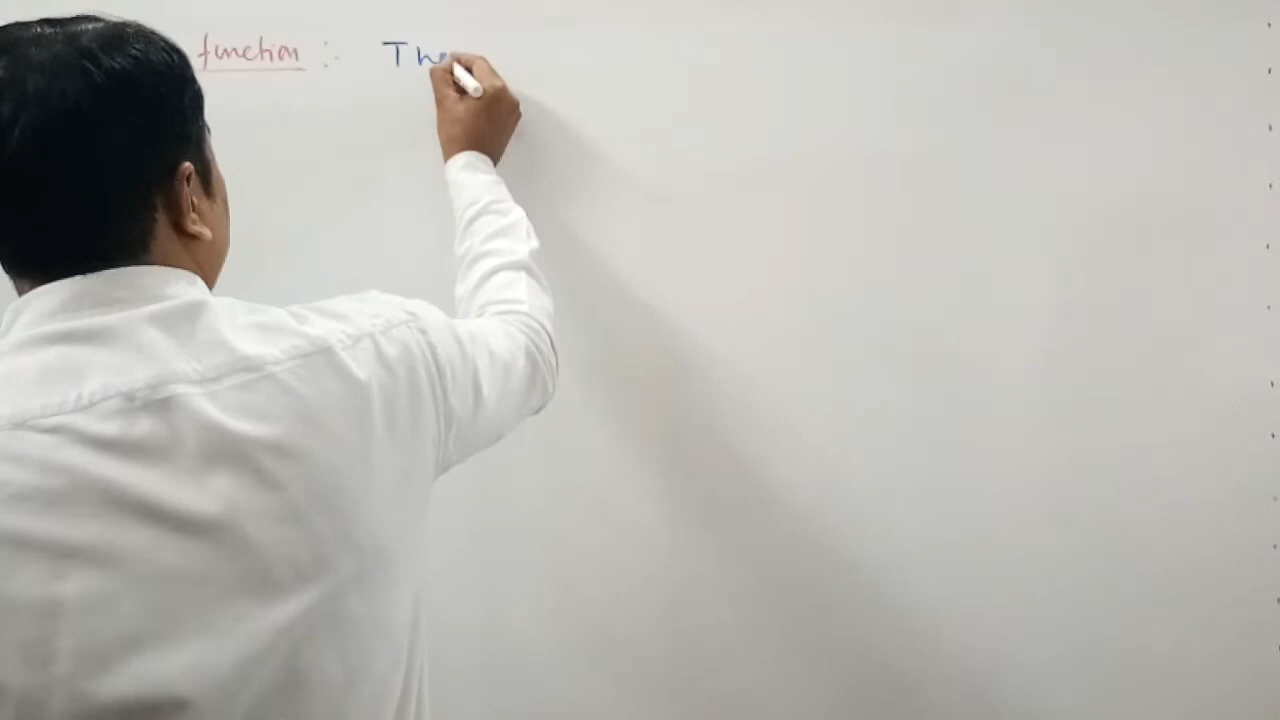 function :- The